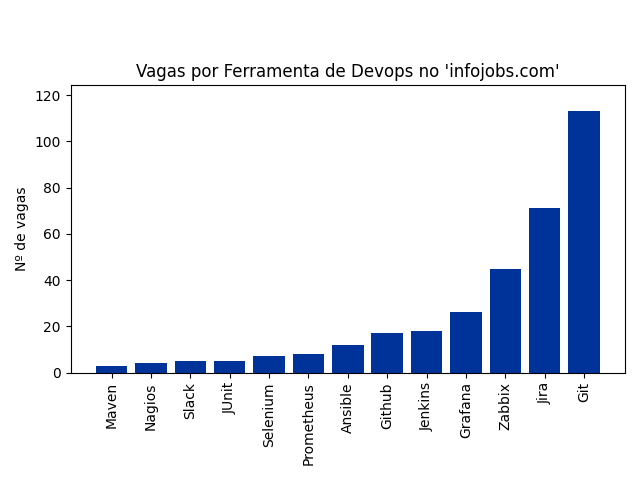 Vagas por Ferramenta de Devops no 'infojobs.com'
Nº de vagas
120
100
80
60
40
20
0
Maven
Nagios
Slack
JUnit
Selenium
Prometheus
Ansible
Github
Jenkins
Grafana
Zabbix
Jira
Git